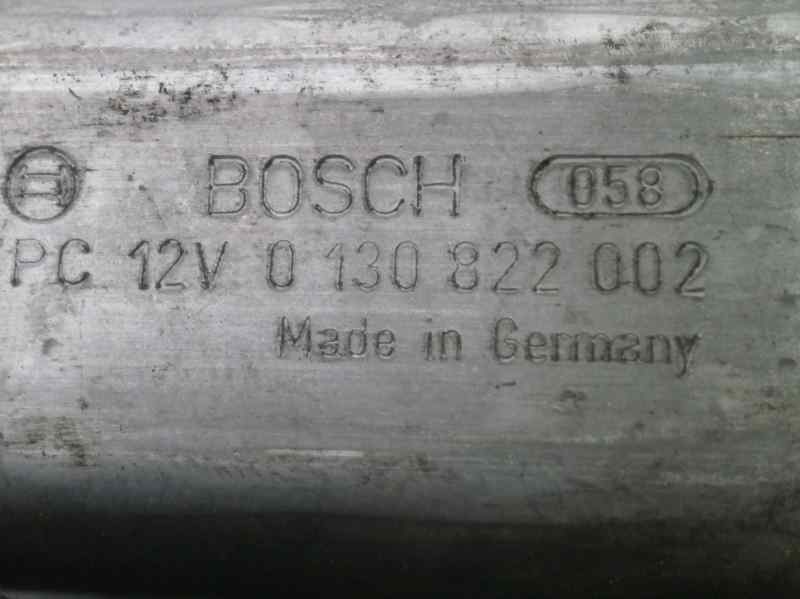 BOSCH 058
PC 12V 0 130 822 002
Made in Germany